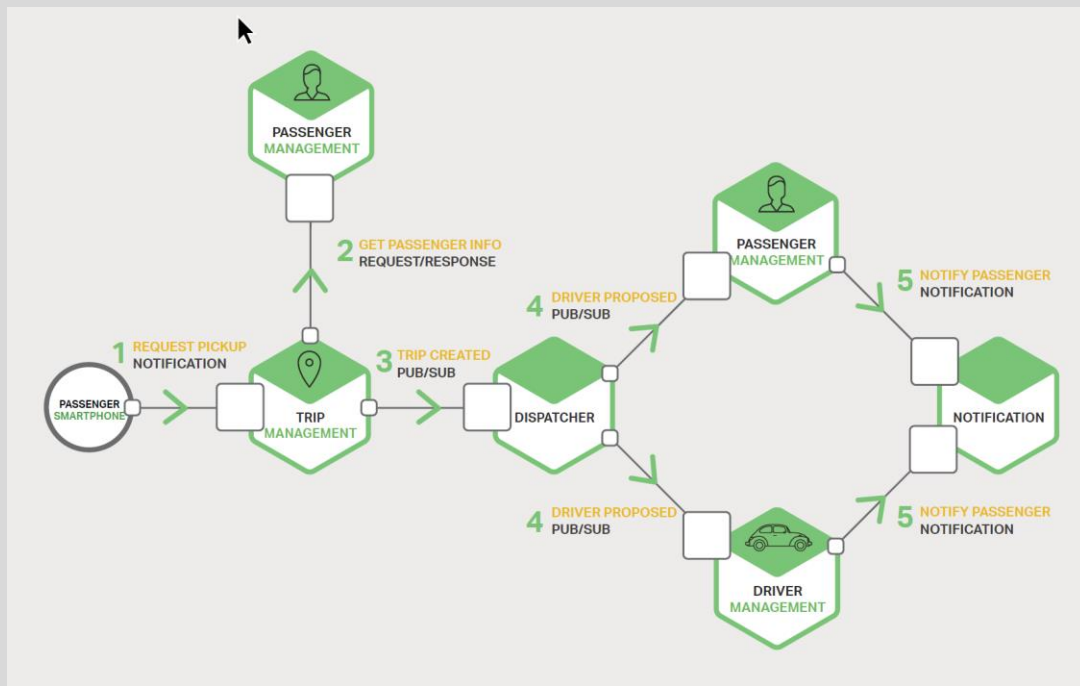 PASSENGER
MANAGEMENT
2 GET PASSENGER INFO
REQUEST/RESPONSE
1 REQUEST PICKUP
NOTIFICATION
PASSENGER
SMARTPHONE
TRIP
MANAGEMENT
3 TRIP CREATED
PUB/SUB
DISPATCHER
4 DRIVER PROPOSED
PUB/SUB
PASSENGER
MANAGEMENT
5 NOTIFY PASSENGER
NOTIFICATION
NOTIFICATION
4 DRIVER PROPOSED
PUB/SUB
DRIVER
MANAGEMENT
5 NOTIFY PASSENGER
NOTIFICATION